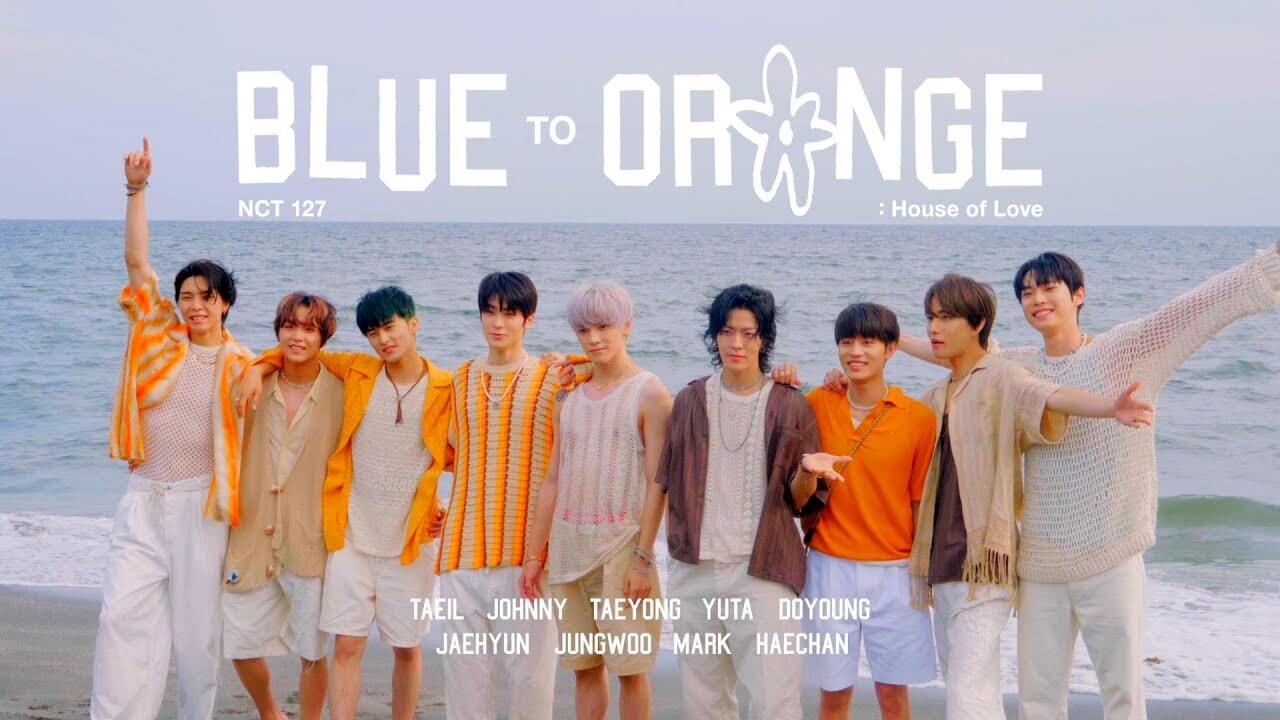 BLUE TO ORANGE
NCT 127 : House of Love
TAEIL JOHNNY TAEYONG YUTA DOYOUNG
JAEHYUN JUNGWOO MARK HAECHAN